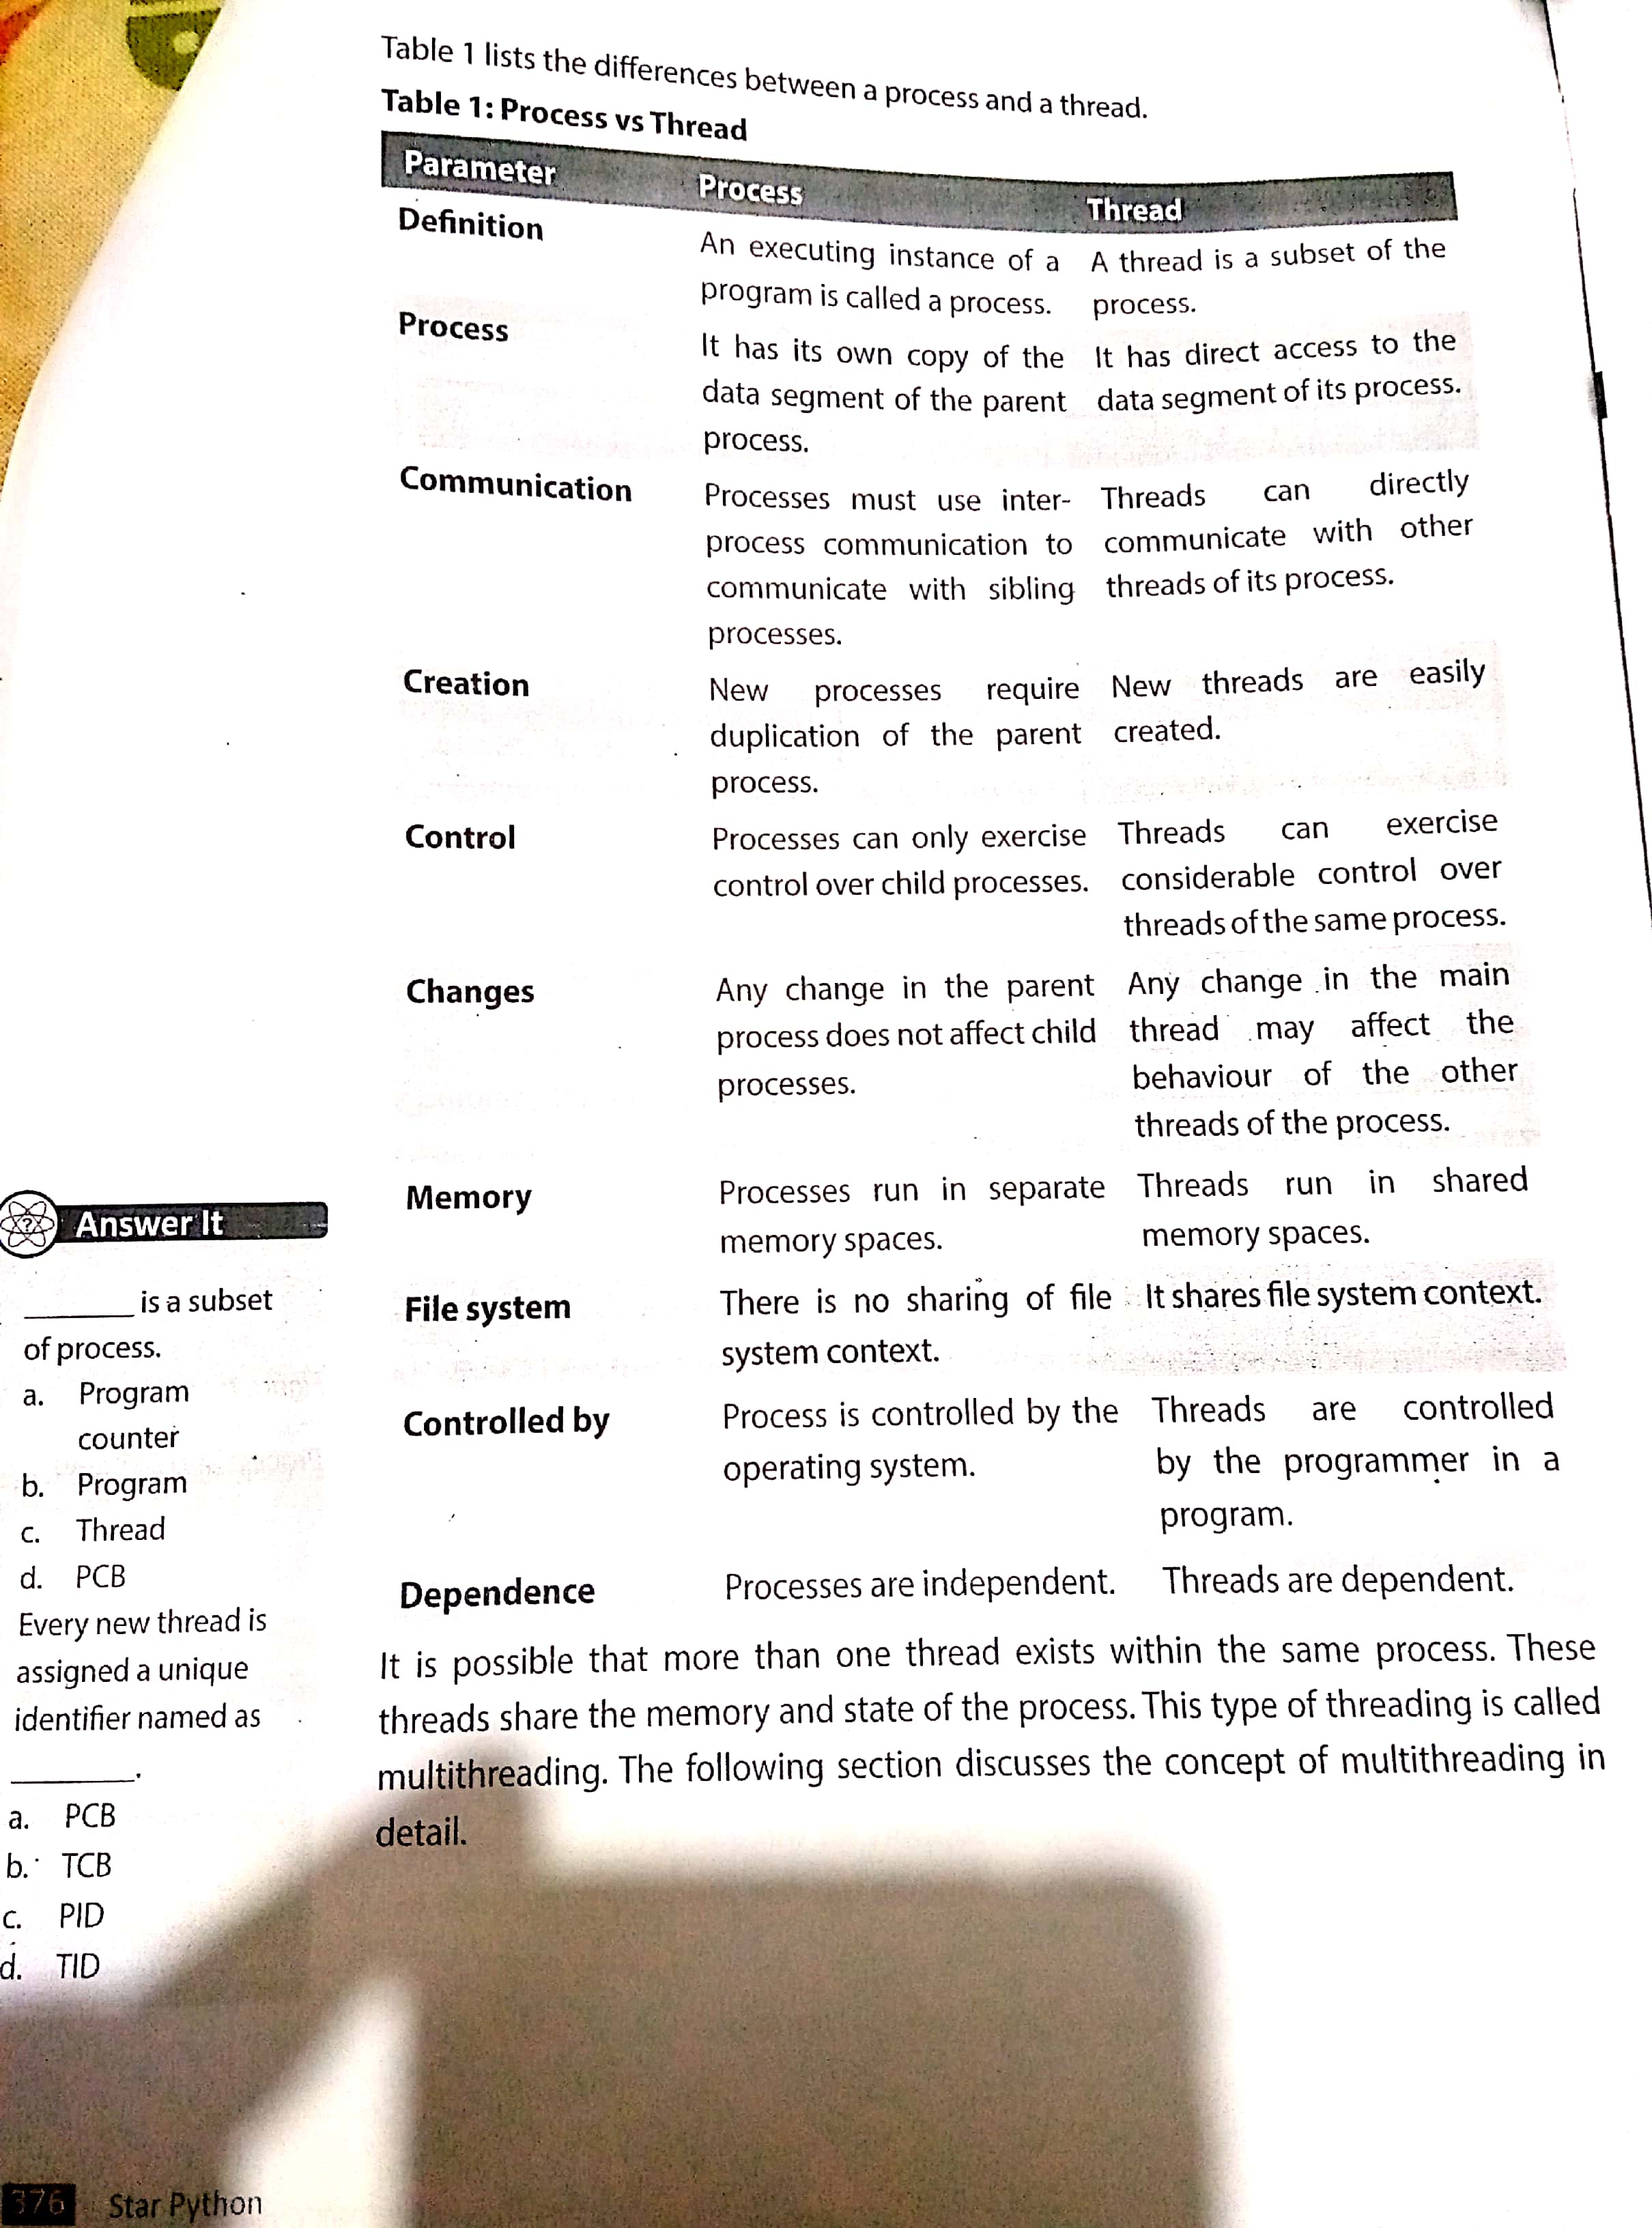 Table 1 lists the differences between a process and a thread.
Table 1: Process vs Thread
Parameter Process Thread
Definition
An executing instance of a
program is called a process.
A thread is a subset of the
process.
Process
It has its own copy of the
data segment of the parent
process.
It has direct access to the
data segment of its process.
Communication
Processes must use inter-
process communication to
communicate with sibling
processes.
Threads can directly
communicate with other
threads of its process.
Creation
New processes require
duplication of the parent
process.
New threads are easily
created.
Control
Processes can only exercise
control over child processes.
Threads can exercise
considerable control over
threads of the same process.
Changes
Any change in the parent
process does not affect child
processes.
Any change in the main
thread may affect the
behaviour of the other
threads of the process.
Memory
Processes run in separate
memory spaces.
Threads run in shared
memory spaces.
File system
There is no sharing of file
system context.
It shares file system context.
Controlled by
Process is controlled by the
operating system.
Threads are controlled
by the programmer in a
program.
Dependence
Processes are independent.
Threads are dependent.
It is possible that more than one thread exists within the same process. These
threads share the memory and state of the process. This type of threading is called
multithreading. The following section discusses the concept of multithreading in
detail.
? Answer It
________ is a subset
of process.
a. Program
counter
b. Program
c. Thread
d. PCB
Every new thread is
assigned a unique
identifier named as
________.
a. PCB
b. TCB
c. PID
d. TID
376 Star Python